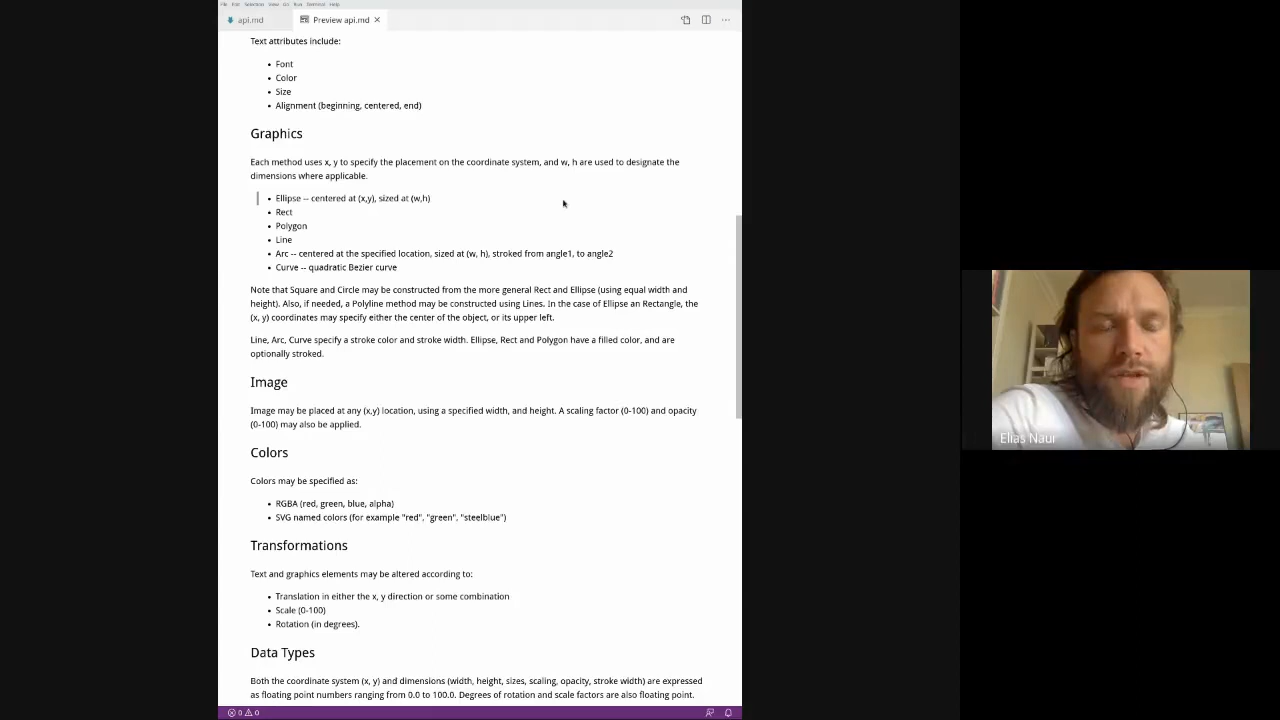 File Edit Selection View Go Run Terminal Help
api.md
Preview api.md
Text attributes include:
• Font
• Color
• Size
• Alignment (beginning, centered, end)
Graphics
Each method uses x, y to specify the placement on the coordinate system, and w, h are used to designate the
dimensions where applicable.
• Ellipse -- centered at (x,y), sized at (w,h)
• Rect
• Polygon
• Line
• Arc -- centered at the specified location, sized at (w, h), stroked from angle1, to angle2
• Curve -- quadratic Bezier curve
Note that Square and Circle may be constructed from the more general Rect and Ellipse (using equal width and
height). Also, if needed, a Polyline method may be constructed using Lines. In the case of Ellipse an Rectangle, the
(x, y) coordinates may specify either the center of the object, or its upper left.
Line, Arc, Curve specify a stroke color and stroke width. Ellipse, Rect and Polygon have a filled color, and are
optionally stroked.
Image
Image may be placed at any (x,y) location, using a specified width, and height. A scaling factor (0-100) and opacity
(0-100) may also be applied.
Colors
Colors may be specified as:
• RGBA (red, green, blue, alpha)
• SVG named colors (for example "red", "green", "steelblue")
Transformations
Text and graphics elements may be altered according to:
• Translation in either the x, y direction or some combination
• Scale (0-100)
• Rotation (in degrees).
Data Types
Both the coordinate system (x, y) and dimensions (width, height, sizes, scaling, opacity, stroke width) are expressed
as floating point numbers ranging from 0.0 to 100.0. Degrees of rotation and scale factors are also floating point.
0 0
Elias Naur